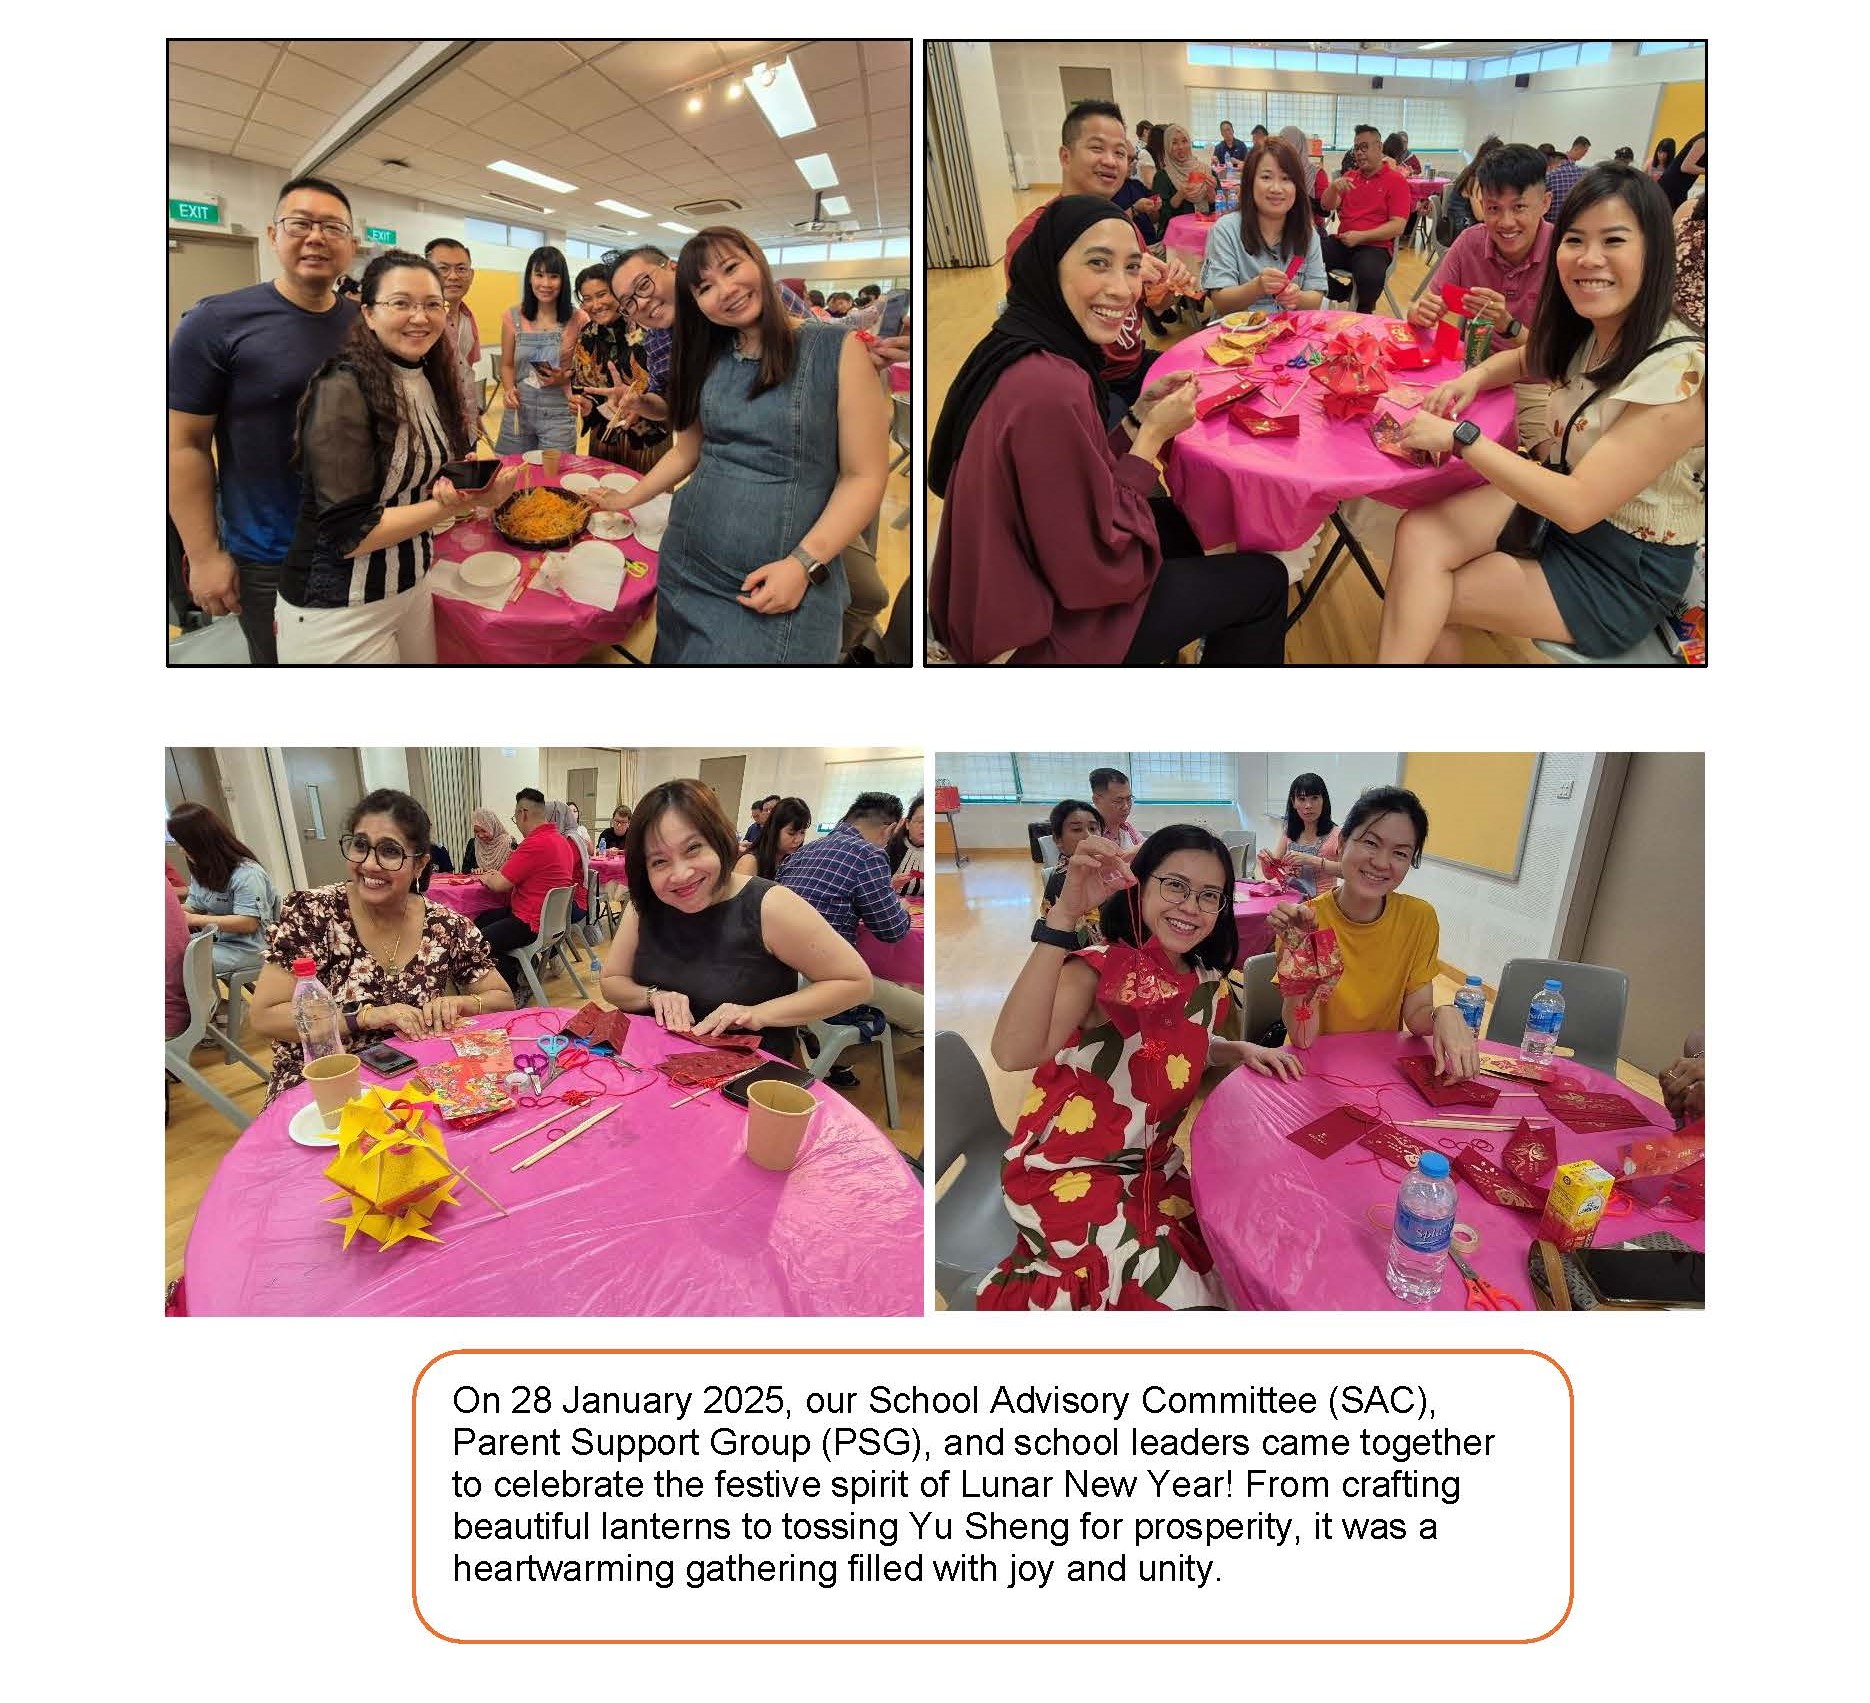 EXIT
EXIT
Splash
On 28 January 2025, our School Advisory Committee (SAC),
Parent Support Group (PSG), and school leaders came together
to celebrate the festive spirit of Lunar New Year! From crafting
beautiful lanterns to tossing Yu Sheng for prosperity, it was a
heartwarming gathering filled with joy and unity.